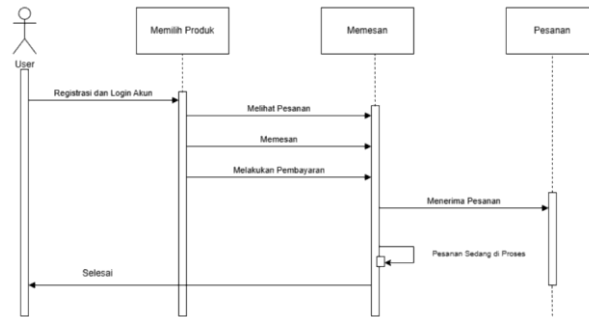 Memilih Produk
Memesan
Pesanan
User
Registrasi dan Login Akun
Melihat Pesanan
Memesan
Melakukan Pembayaran
Menerima Pesanan
Pesanan Sedang di Proses
Selesai